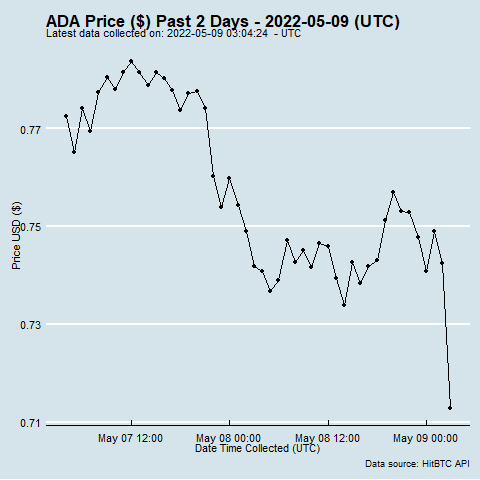 ADA Price ($) Past 2 Days - 2022-05-09 (UTC)
Latest data collected on: 2022-05-09 03:04:24 - UTC
0.77
0.75
0.73
0.71
Price USD ($)
May 07 12:00
May 08 00:00
May 08 12:00
May 09 00:00
Date Time Collected (UTC)
Data source: HitBTC API